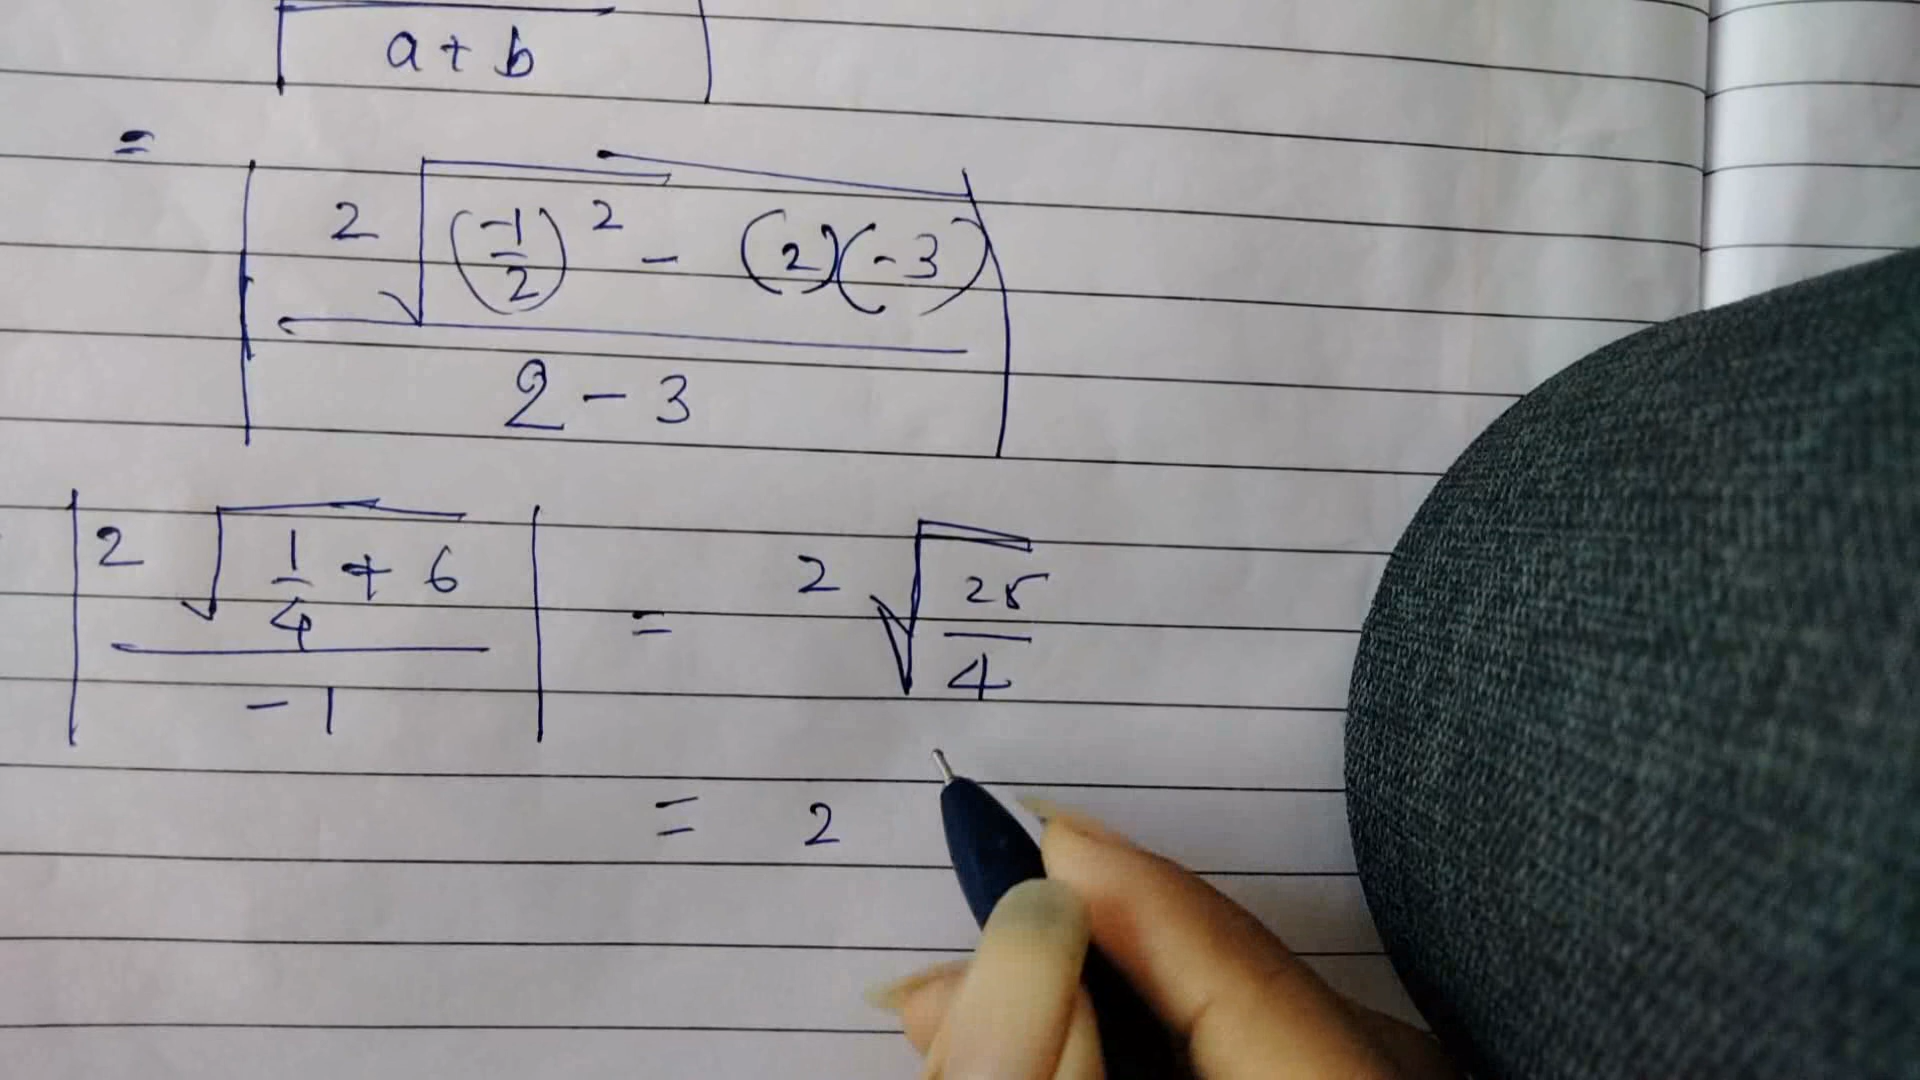 a + b
=
| 2 √((-1/2)² - (2)(-3)) / 2 - 3 |
| 2 √(1/4 + 6) / -1 | = 2 √(25/4)
= 2